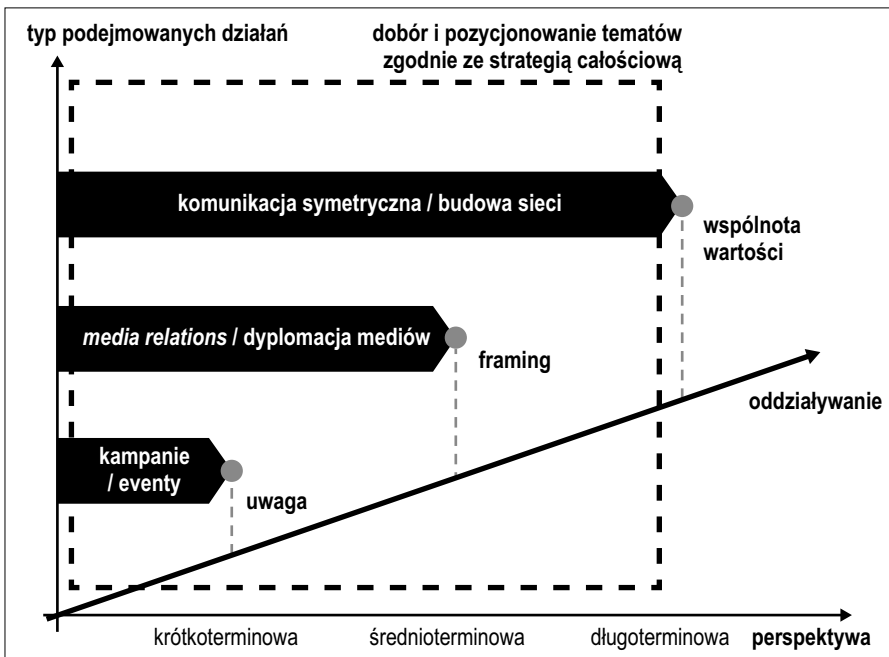 typ podejmowanych działań
dobór i pozycjonowanie tematów
zgodnie ze strategią całościową
komunikacja symetryczna / budowa sieci
wspólnota
wartości
media relations / dyplomacja mediów
framing
oddziaływanie
kampanie
/ eventy
uwaga
krótkoterminowa
średnioterminowa
długoterminowa
perspektywa